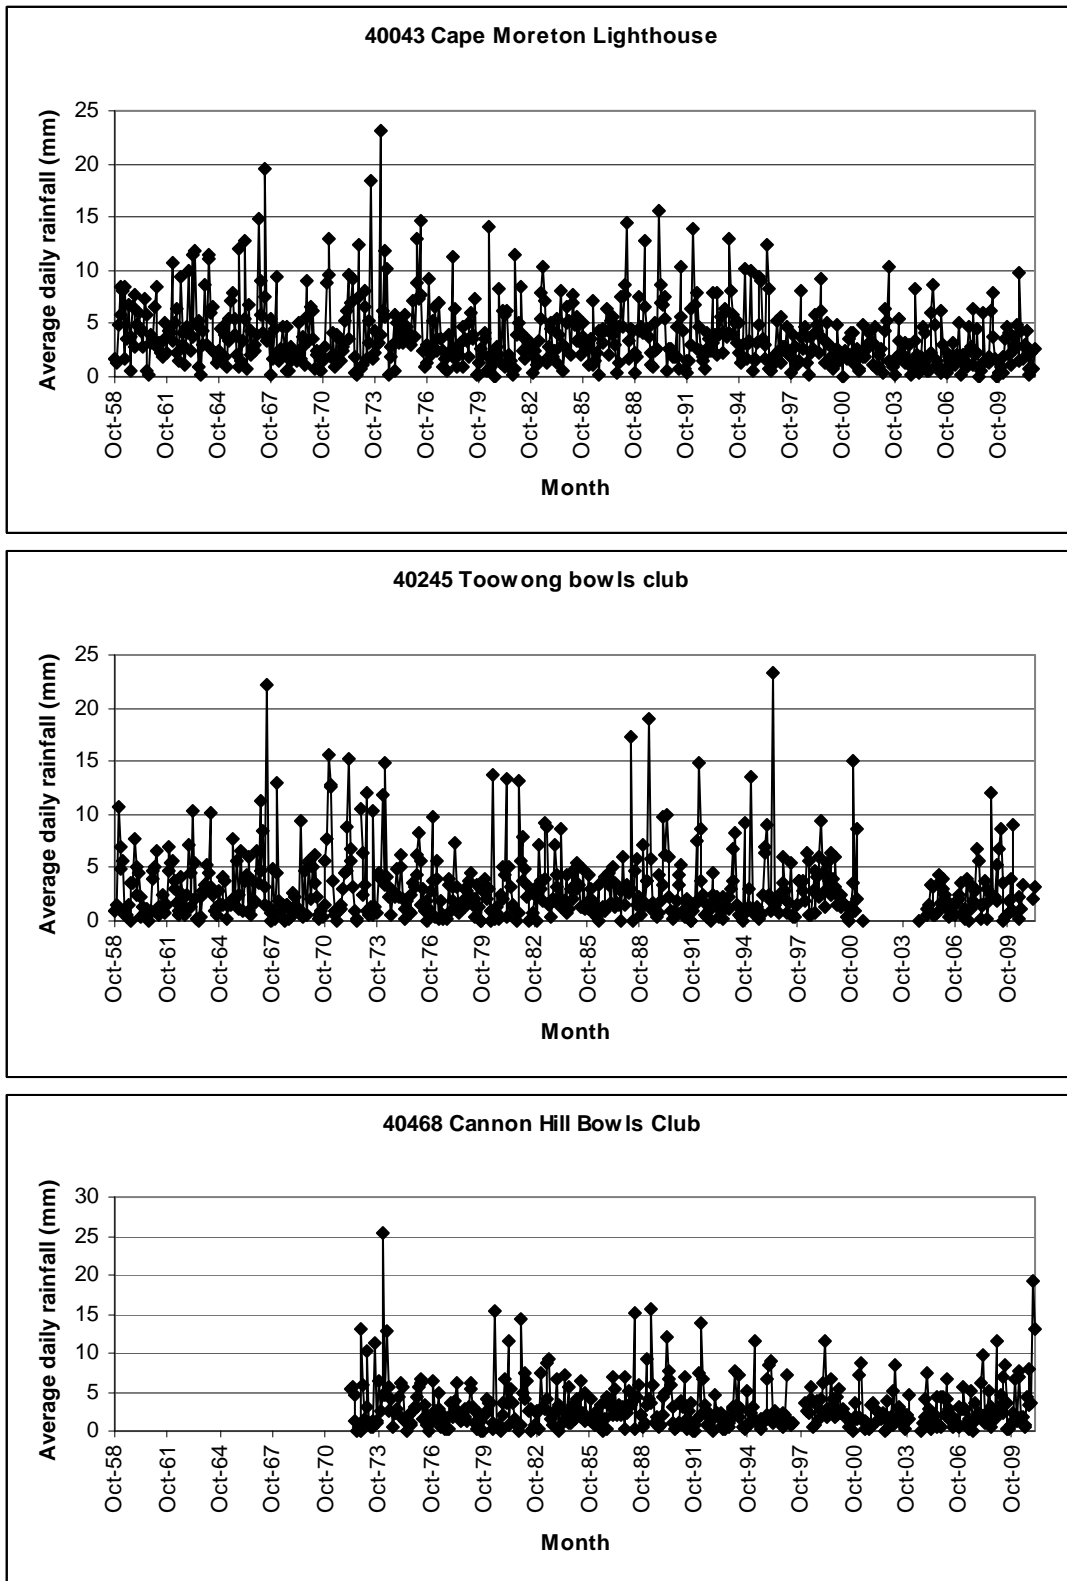 40043 Cape Moreton Lighthouse
Average daily rainfall (mm)
25
20
15
10
5
0
Oct-58
Oct-61
Oct-64
Oct-67
Oct-70
Oct-73
Oct-76
Oct-79
Oct-82
Oct-85
Oct-88
Oct-91
Oct-94
Oct-97
Oct-00
Oct-03
Oct-06
Oct-09
Month
40245 Toowong bowls club
Average daily rainfall (mm)
25
20
15
10
5
0
Oct-58
Oct-61
Oct-64
Oct-67
Oct-70
Oct-73
Oct-76
Oct-79
Oct-82
Oct-85
Oct-88
Oct-91
Oct-94
Oct-97
Oct-00
Oct-03
Oct-06
Oct-09
Month
40468 Cannon Hill Bowls Club
Average daily rainfall (mm)
30
25
20
15
10
5
0
Oct-58
Oct-61
Oct-64
Oct-67
Oct-70
Oct-73
Oct-76
Oct-79
Oct-82
Oct-85
Oct-88
Oct-91
Oct-94
Oct-97
Oct-00
Oct-03
Oct-06
Oct-09
Month